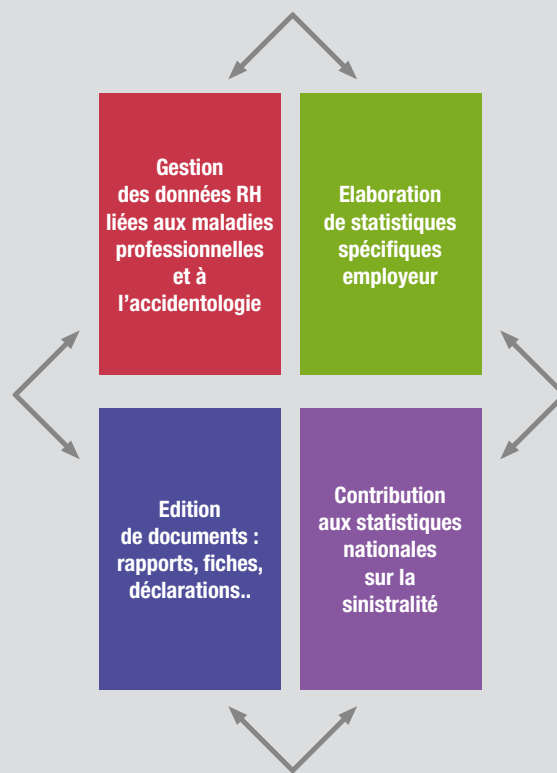 Gestion
des données RH
liées aux maladies
professionnelles
et à
l’accidentologie
Elaboration
de statistiques
spécifiques
employeur
Edition
de documents :
rapports, fiches,
déclarations..
Contribution
aux statistiques
nationales
sur la
sinistralité